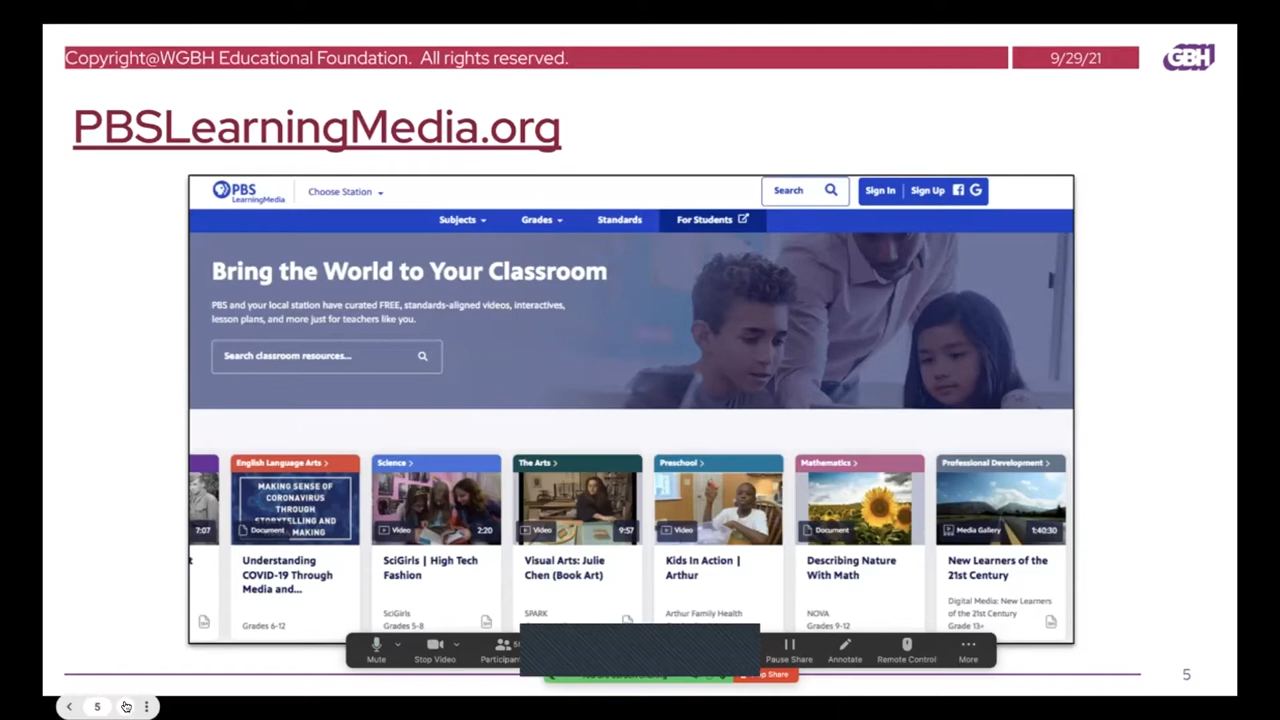 Copyright@WGBH Educational Foundation. All rights reserved.
9/29/21
GBH
PBSLearningMedia.org
PBS LearningMedia
Choose Station
Search
Sign In | Sign Up
Subjects
Grades
Standards
For Students
Bring the World to Your Classroom
PBS and your local station have curated FREE, standards-aligned videos, interactives,
lesson plans, and more just for teachers like you.
Search classroom resources...
7:07
t
English Language Arts >
MAKING SENSE OF
CORONAVIRUS
THROUGH
STORYTELLING AND
MAKING
Document
Understanding
COVID-19 Through
Media and...
Grades 6-12
Science >
Video
2:20
SciGirls | High Tech
Fashion
SciGirls
Grades 5-8
The Arts >
Video
9:57
Visual Arts: Julie
Chen (Book Art)
SPARK
Preschool >
Video
Kids In Action |
Arthur
Arthur Family Health
Mathematics >
Document
Describing Nature
With Math
NOVA
Grades 9-12
Professional Development >
Media Gallery
1:40:30
New Learners of the
21st Century
Digital Media: New Learners
of the 21st Century
Grade 13+
Mute
Stop Video
Participan
Pause Share
Annotate
Remote Control
More
Share
5
5